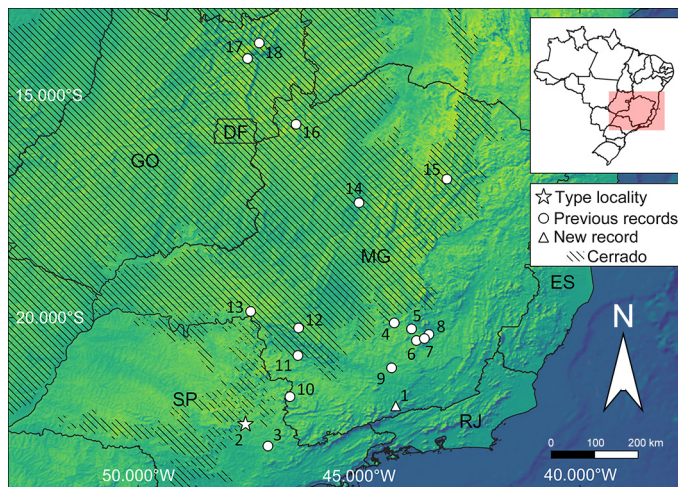 17
18
15.000°S
DF
16
GO
15
14
Type locality
Previous records
New record
Cerrado
MG
ES
13
20.000°S
12
4
5
8
6
7
11
N
9
10
SP
1
RJ
2
3
0 100 200 km
50.000°W
45.000°W
40.000°W